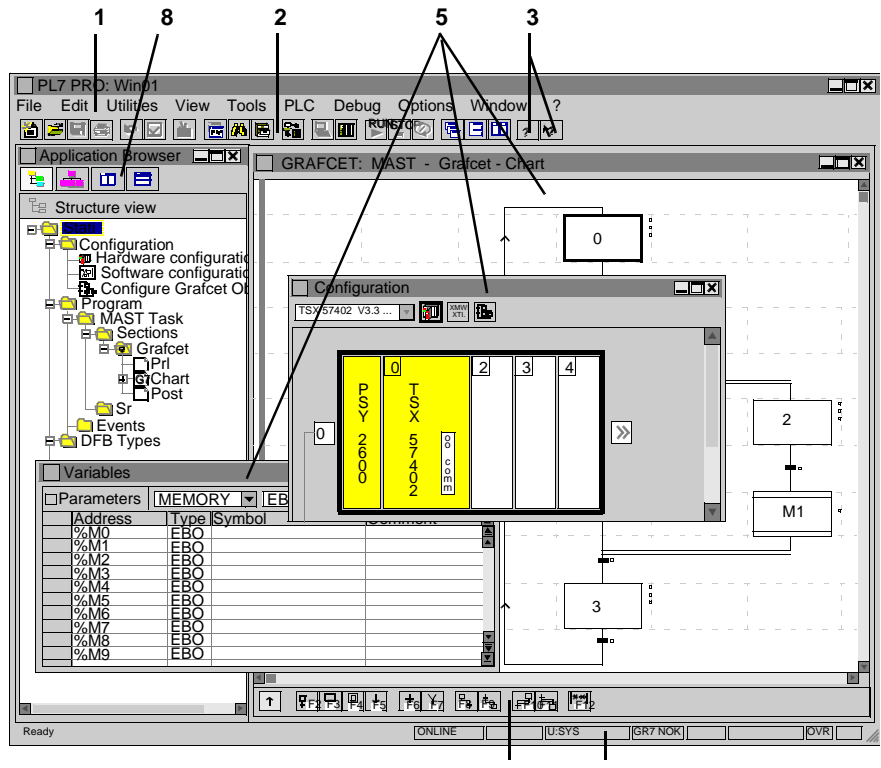 1 8 2 5 3
PL7 PRO: Win01
File Edit Utilities View Tools PLC Debug Options Window ?
RUN STOP
Application Browser
Structure view
Configuration
Hardware configuratio
Software configuratio
Configure Grafcet Ob
Program
MAST Task
Sections
Grafcet
Prl
G7 Chart
Post
Sr
Events
DFB Types
GRAFCET: MAST - Grafcet - Chart
0
2
M1
3
Configuration
TSX 57402 V3.3 ...
XMW
XTI.
0
PSY 2600
0
TSX 57402
comm
2 3 4
Variables
Parameters MEMORY EB
Address Type Symbol Comment
%M0 EBO
%M1 EBO
%M2 EBO
%M3 EBO
%M4 EBO
%M5 EBO
%M6 EBO
%M7 EBO
%M8 EBO
%M9 EBO
F2 F3 F4 F5 F6 F7 F8 F9 F10 F11 F12
Ready ONLINE U:SYS GR7 NOK OVR